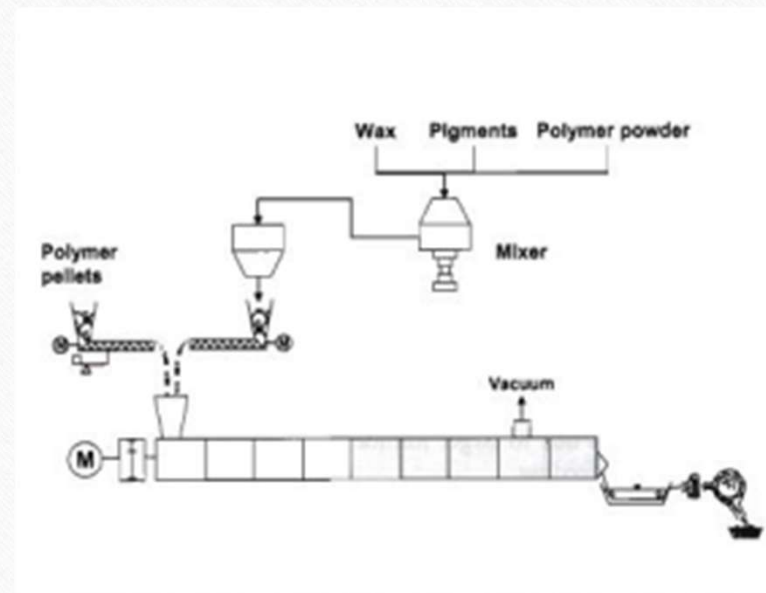 Wax Pigments Polymer powder
Polymer
pellets
Mixer
M
M
Vacuum
M